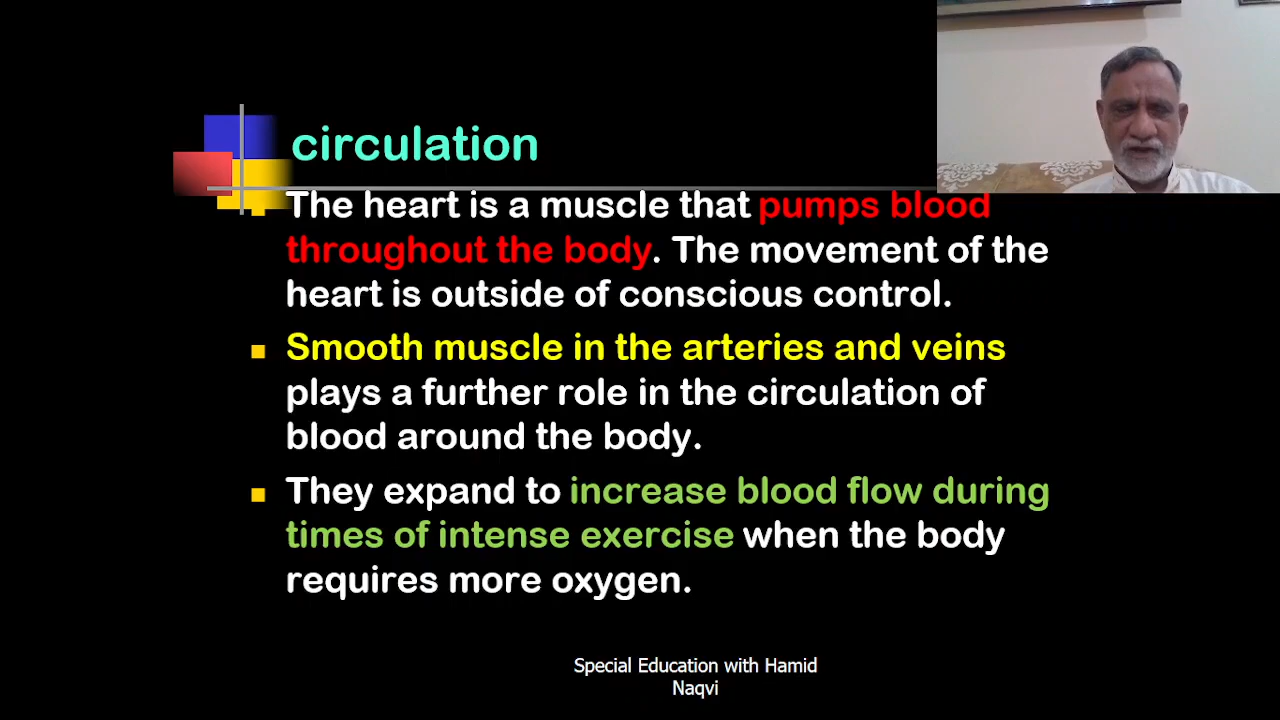 circulation
The heart is a muscle that pumps blood
throughout the body. The movement of the
heart is outside of conscious control.
Smooth muscle in the arteries and veins
plays a further role in the circulation of
blood around the body.
They expand to increase blood flow during
times of intense exercise when the body
requires more oxygen.
Special Education with Hamid
Naqvi